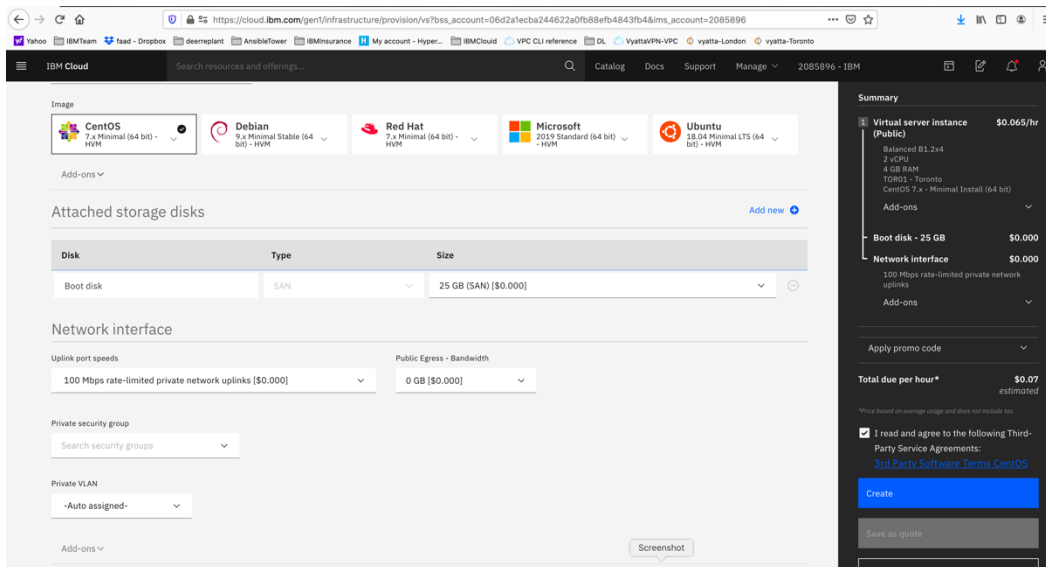 https://cloud.ibm.com/gen1/infrastructure/provision/vs?bss_account=06d2a1ecba244622a0fb88efb4843fb4&ims_account=2085896
Yahoo IBMTeam faad - Dropbox deerreplant AnsibleTower IBMInsurance My account - Hyper... IBMClouid VPC CLI reference DL VyattaVPN-VPC vyatta-London vyatta-Toronto
IBM Cloud Search resources and offerings... Catalog Docs Support Manage 2085896 - IBM
Image
CentOS
7.x Minimal (64 bit) -
HVM
Debian
9.x Minimal Stable (64
bit) - HVM
Red Hat
7.x Minimal (64 bit) -
HVM
Microsoft
2019 Standard (64 bit)
- HVM
Ubuntu
18.04 Minimal LTS (64
bit) - HVM
Add-ons
Attached storage disks
Add new
Disk Type Size
Boot disk SAN 25 GB (SAN) [$0.000]
Network interface
Uplink port speeds Public Egress - Bandwidth
100 Mbps rate-limited private network uplinks [$0.000] 0 GB [$0.000]
Private security group
Search security groups
Private VLAN
-Auto assigned-
Add-ons
Screenshot
Summary
1 Virtual server instance $0.065/hr
(Public)
Balanced B1.2x4
2 vCPU
4 GB RAM
TOR01 - Toronto
CentOS 7.x - Minimal Install (64 bit)
Add-ons
Boot disk - 25 GB $0.000
Network interface $0.000
100 Mbps rate-limited private network
uplinks
Add-ons
Apply promo code
Total due per hour* $0.07
estimated
*Price based on average usage and does not include tax.
I read and agree to the following Third-
Party Service Agreements:
3rd Party Software Terms CentOS
Create
Save as quote